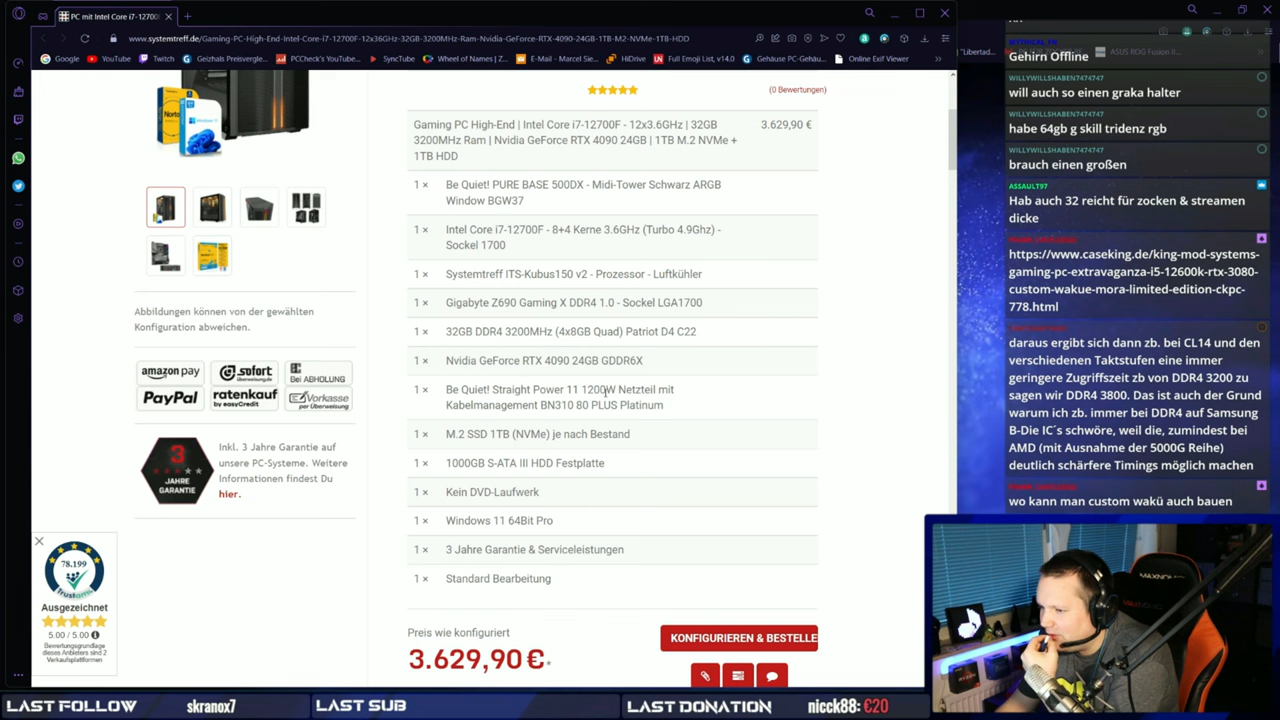 PC mit Intel Core i7-12700F
www.systemtreff.de/Gaming-PC-High-End-Intel-Core-i7-12700F-12x36GHz-32GB-3200MHz-Ram-Nvidia-GeForce-RTX-4090-24GB-1TB-M2-NVMe-1TB-HDD
Google
YouTube
Twitch
Geizhals Preisvergle...
PCCheck's YouTube...
SyncTube
Wheel of Names | Z...
E-Mail – Marcel Sie...
HiDrive
Full Emoji List, v14.0
Gehäuse PC-Gehäu...
Online Exif Viewer
(0 Bewertungen)
Gaming PC High-End | Intel Core i7-12700F - 12x3.6GHz | 32GB
3200MHz Ram | Nvidia GeForce RTX 4090 24GB | 1TB M.2 NVMe +
1TB HDD
3.629,90 €
1 × Be Quiet! PURE BASE 500DX - Midi-Tower Schwarz ARGB
Window BGW37
1 × Intel Core i7-12700F - 8+4 Kerne 3.6GHz (Turbo 4.9Ghz) -
Sockel 1700
1 × Systemtreff ITS-Kubus150 v2 - Prozessor - Luftkühler
1 × Gigabyte Z690 Gaming X DDR4 1.0 - Sockel LGA1700
1 × 32GB DDR4 3200MHz (4x8GB Quad) Patriot D4 C22
1 × Nvidia GeForce RTX 4090 24GB GDDR6X
1 × Be Quiet! Straight Power 11 1200W Netzteil mit
Kabelmanagement BN310 80 PLUS Platinum
1 × M.2 SSD 1TB (NVMe) je nach Bestand
1 × 1000GB S-ATA III HDD Festplatte
1 × Kein DVD-Laufwerk
1 × Windows 11 64Bit Pro
1 × 3 Jahre Garantie & Serviceleistungen
1 × Standard Bearbeitung
Preis wie konfiguriert
3.629,90 €*
KONFIGURIEREN & BESTELLE
Norton
Abbildungen können von der gewählten
Konfiguration abweichen.
amazon pay
sofort
überweisung.de
Bei ABHOLUNG
PayPal
ratenkauf
by easyCredit
Vorkasse
per Überweisung
3
JAHRE
GARANTIE
Inkl. 3 Jahre Garantie auf
unsere PC-Systeme. Weitere
Informationen findest Du
hier.
78.199
Ausgezeichnet
5.00 / 5.00
Bewertungsgrundlage
dieses Anbieters sind 2
Verkaufsplattformen
"Libertad...
ASUS ROG Fusion II...
MYTHICAL_FN
Gehirn Offline
WILLYWILLSHABEN7474747
will auch so einen graka halter
WILLYWILLSHABEN7474747
habe 64gb g skill tridenz rgb
WILLYWILLSHABEN7474747
brauch einen großen
ASSAULT97
Hab auch 32 reicht für zocken & streamen
dicke
https://www.caseking.de/king-mod-systems-
gaming-pc-extravaganza-i5-12600k-rtx-3080-
custom-wakue-mora-limited-edition-ckpc-
778.html
daraus ergibt sich dann zb. bei CL14 und den
verschiedenen Taktstufen eine immer
geringere Zugriffszeit zb von DDR4 3200 zu
sagen wir DDR4 3800. Das ist auch der Grund
warum ich zb. immer bei DDR4 auf Samsung
B-Die IC´s schwöre, weil die, zumindest bei
AMD (mit Ausnahme der 5000G Reihe)
deutlich schärfere Timings möglich machen
wo kann man custom wakü auch bauen
MAXNOMIC
RYZEN
LAST FOLLOW
skranox7
LAST SUB
LAST DONATION
nicck88: €20